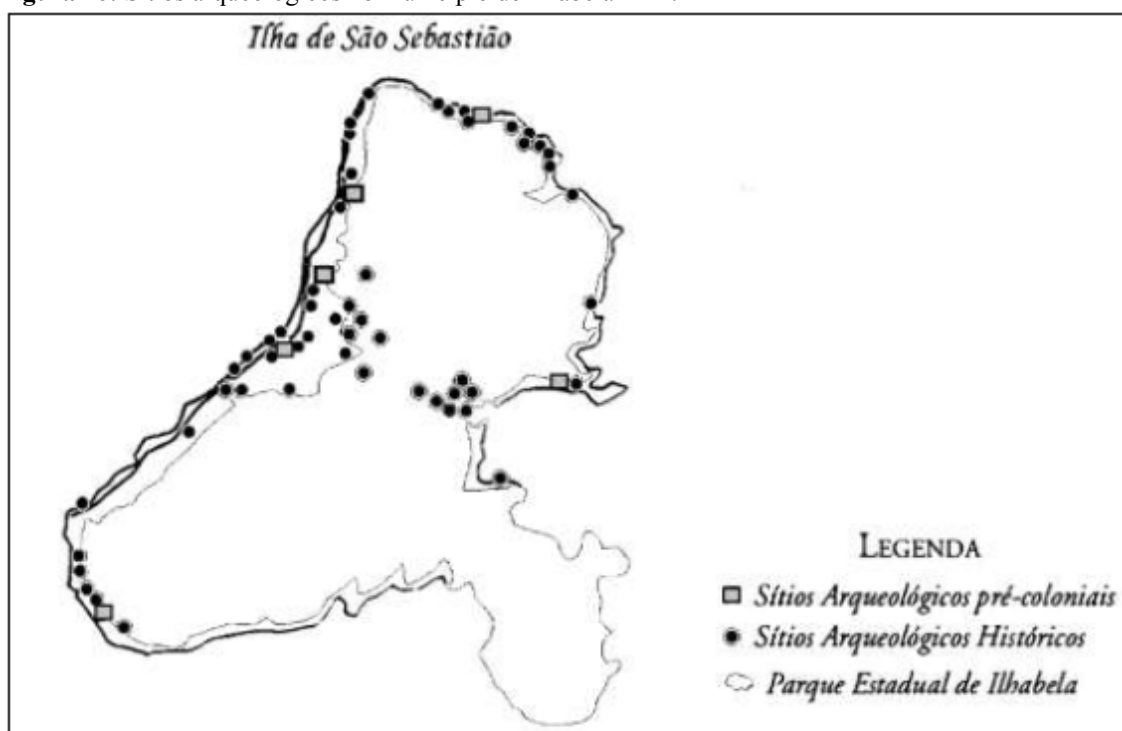 Ilha de São Sebastião
LEGENDA
Sítios Arqueológicos pré-coloniais
Sítios Arqueológicos Históricos
Parque Estadual de Ilhabela